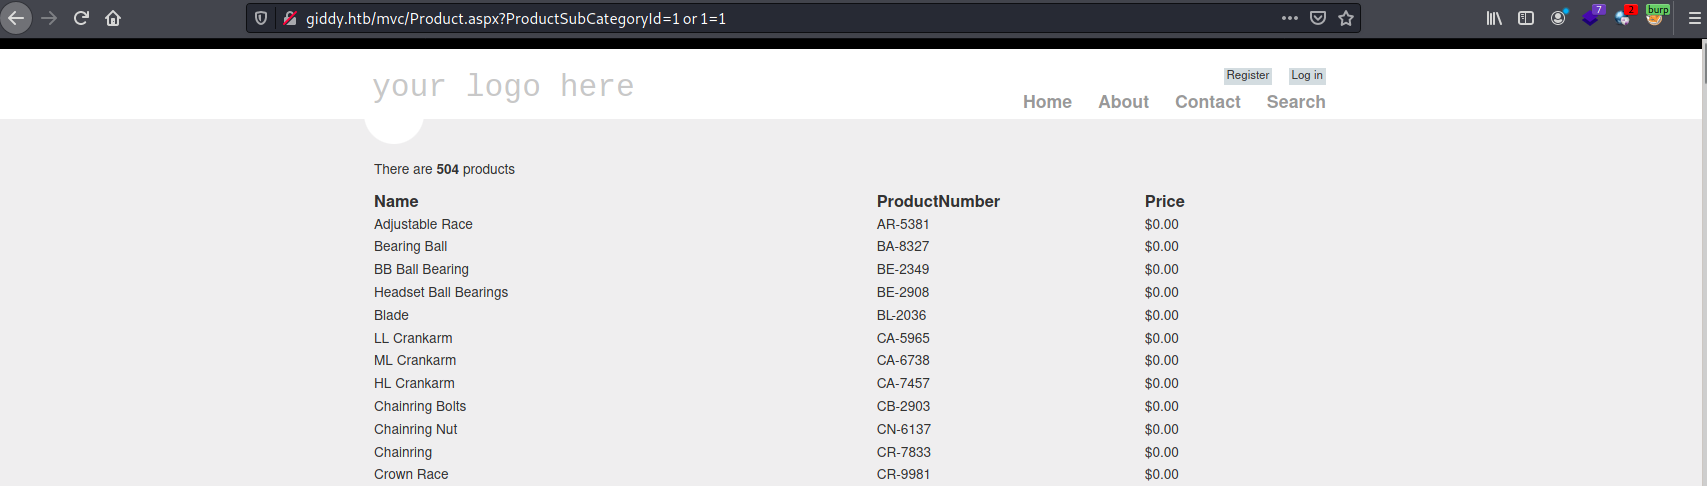 giddy.htb/mvc/Product.aspx?ProductSubCategoryId=1 or 1=1
7
2
burp
your logo here
Register Log in
Home About Contact Search
There are 504 products
Name ProductNumber Price
Adjustable Race AR-5381 $0.00
Bearing Ball BA-8327 $0.00
BB Ball Bearing BE-2349 $0.00
Headset Ball Bearings BE-2908 $0.00
Blade BL-2036 $0.00
LL Crankarm CA-5965 $0.00
ML Crankarm CA-6738 $0.00
HL Crankarm CA-7457 $0.00
Chainring Bolts CB-2903 $0.00
Chainring Nut CN-6137 $0.00
Chainring CR-7833 $0.00
Crown Race CR-9981 $0.00